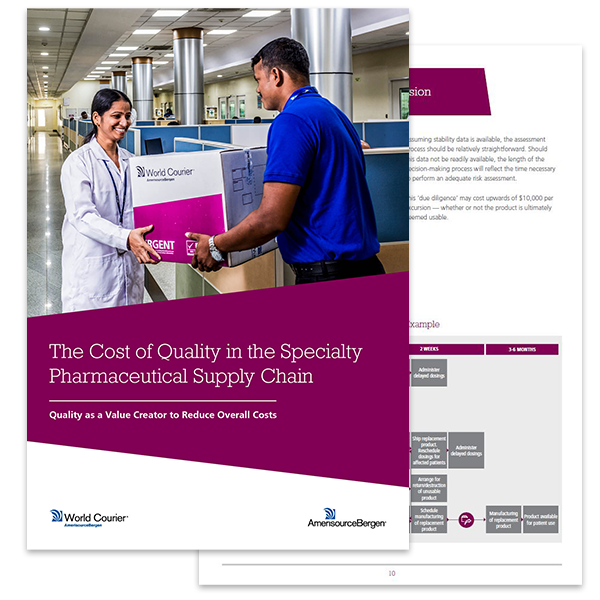 World Courier
AmerisourceBergen
URGENT
The Cost of Quality in the Specialty
Pharmaceutical Supply Chain
Quality as a Value Creator to Reduce Overall Costs
World Courier
AmerisourceBergen
AmerisourceBergen
sion
ssuming stability data is available, the assessment
rocess should be relatively straightforward. Should
is data not be readily available, the length of the
ecision-making process will reflect the time necessary
perform an adequate risk assessment.
his 'due diligence' may cost upwards of $10,000 per
xcursion — whether or not the product is ultimately
eemed usable.
Example
2 WEEKS
3-6 MONTHS
Administer
delayed dosings
Ship replacement
product.
Reschedule
dosings for
affected patients
Administer
delayed dosings
Arrange for
return/destruction
of unusable
product
Schedule
manufacturing
of replacement
product
Manufacturing
of replacement
product
Product available
for patient use
10